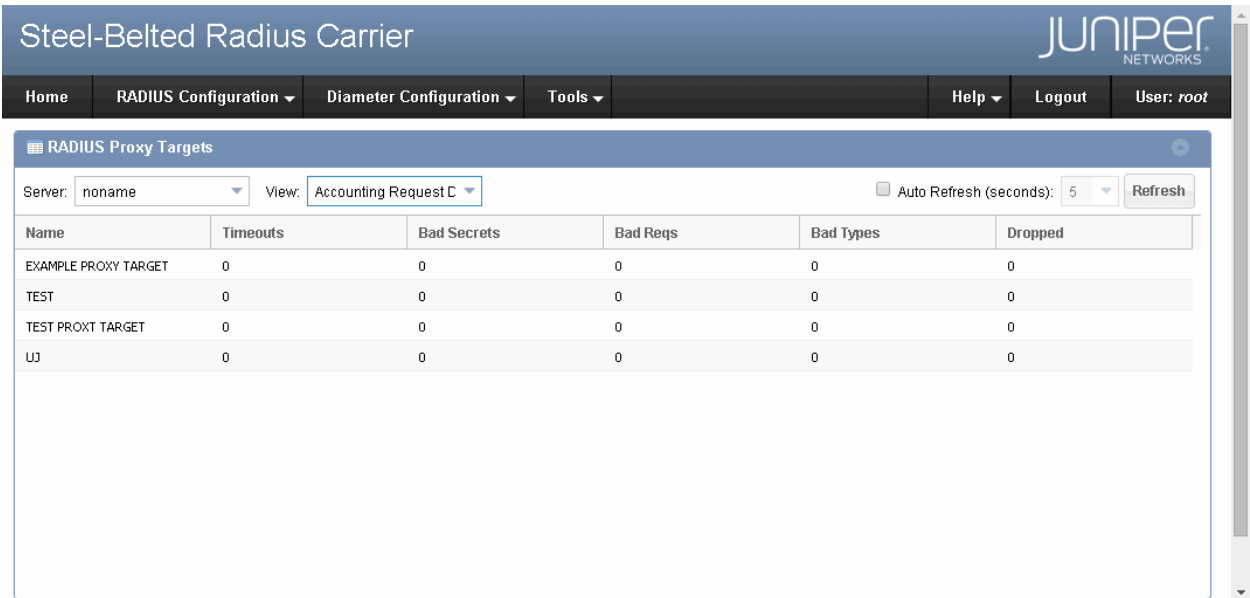 Steel-Belted Radius Carrier
JUNIPER
NETWORKS
Home RADIUS Configuration Diameter Configuration Tools Help Logout User: root
RADIUS Proxy Targets
Server: noname View: Accounting Request D Auto Refresh (seconds): 5 Refresh
Name Timeouts Bad Secrets Bad Reqs Bad Types Dropped
EXAMPLE PROXY TARGET 0 0 0 0 0
TEST 0 0 0 0 0
TEST PROXT TARGET 0 0 0 0 0
UJ 0 0 0 0 0